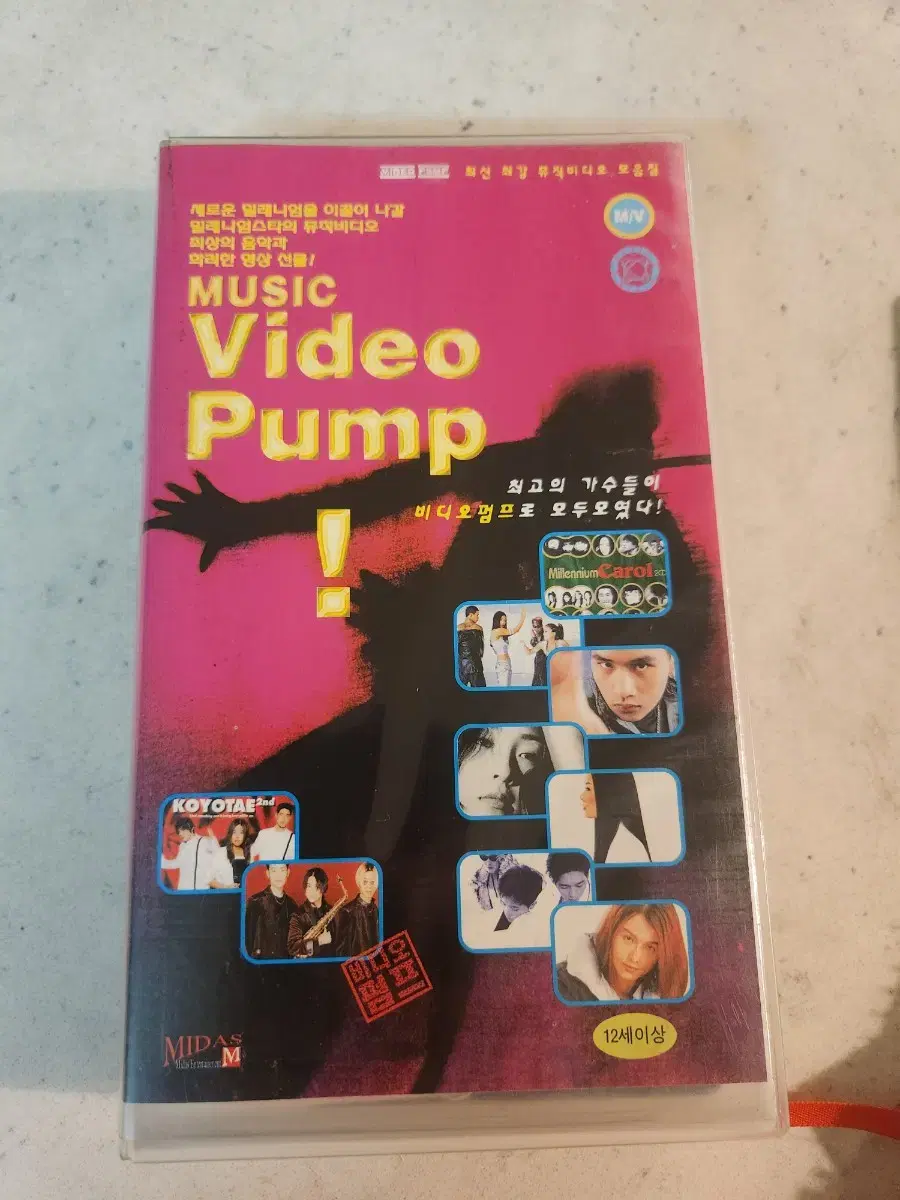 VIDEO PUMP 최신 최강 뮤직비디오 모음집
새로운 밀레니엄을 이끌어 나갈
밀레니엄스타의 뮤직비디오
최상의 음악과
화려한 영상 선물!
M/V
MUSIC
Video
Pump
!
최고의 가수들이
비디오펌프로 모두모였다!
Millennium Carol
KOYOTAE 2nd
비디오
펌프
12세이상
MIDAS
Midas Entertainment
M